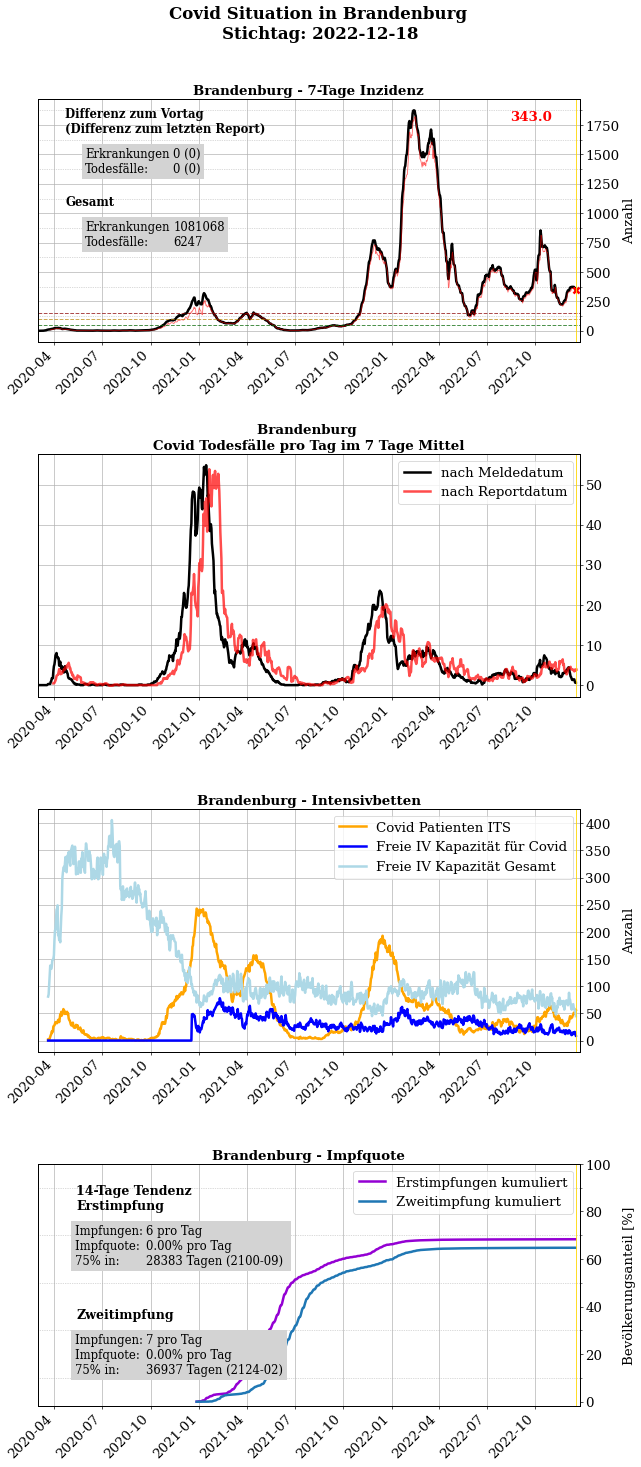 Covid Situation in Brandenburg
Stichtag: 2022-12-18
Brandenburg - 7-Tage Inzidenz
Differenz zum Vortag
(Differenz zum letzten Report)
Erkrankungen 0 (0)
Todesfälle: 0 (0)
Gesamt
Erkrankungen 1081068
Todesfälle: 6247
343.0
1750
1500
1250
1000
750
500
250
0
Anzahl
2020-04 2020-07 2020-10 2021-01 2021-04 2021-07 2021-10 2022-01 2022-04 2022-07 2022-10
Brandenburg
Covid Todesfälle pro Tag im 7 Tage Mittel
nach Meldedatum
nach Reportdatum
50
40
30
20
10
0
2020-04 2020-07 2020-10 2021-01 2021-04 2021-07 2021-10 2022-01 2022-04 2022-07 2022-10
Brandenburg - Intensivbetten
Covid Patienten ITS
Freie IV Kapazität für Covid
Freie IV Kapazität Gesamt
400
350
300
250
200
150
100
50
0
Anzahl
2020-04 2020-07 2020-10 2021-01 2021-04 2021-07 2021-10 2022-01 2022-04 2022-07 2022-10
Brandenburg - Impfquote
14-Tage Tendenz
Erstimpfung
Impfungen: 6 pro Tag
Impfquote: 0.00% pro Tag
75% in: 28383 Tagen (2100-09)
Zweitimpfung
Impfungen: 7 pro Tag
Impfquote: 0.00% pro Tag
75% in: 36937 Tagen (2124-02)
Erstimpfungen kumuliert
Zweitimpfung kumuliert
100
80
60
40
20
0
Bevölkerungsanteil [%]
2020-04 2020-07 2020-10 2021-01 2021-04 2021-07 2021-10 2022-01 2022-04 2022-07 2022-10